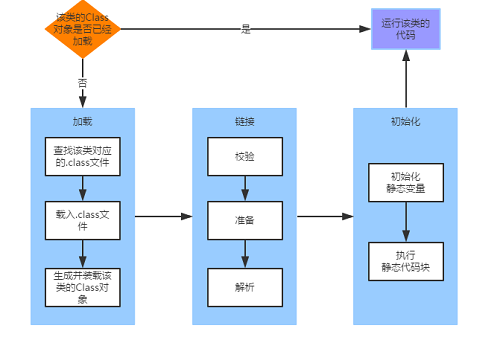 该类的Class
对象是否已经
加载
是
运行该类的
代码
否
加载
查找该类对应
的.class文件
载入.class文
件
生成并装载该
类的Class对
象
链接
校验
准备
解析
初始化
初始化
静态变量
执行
静态代码块